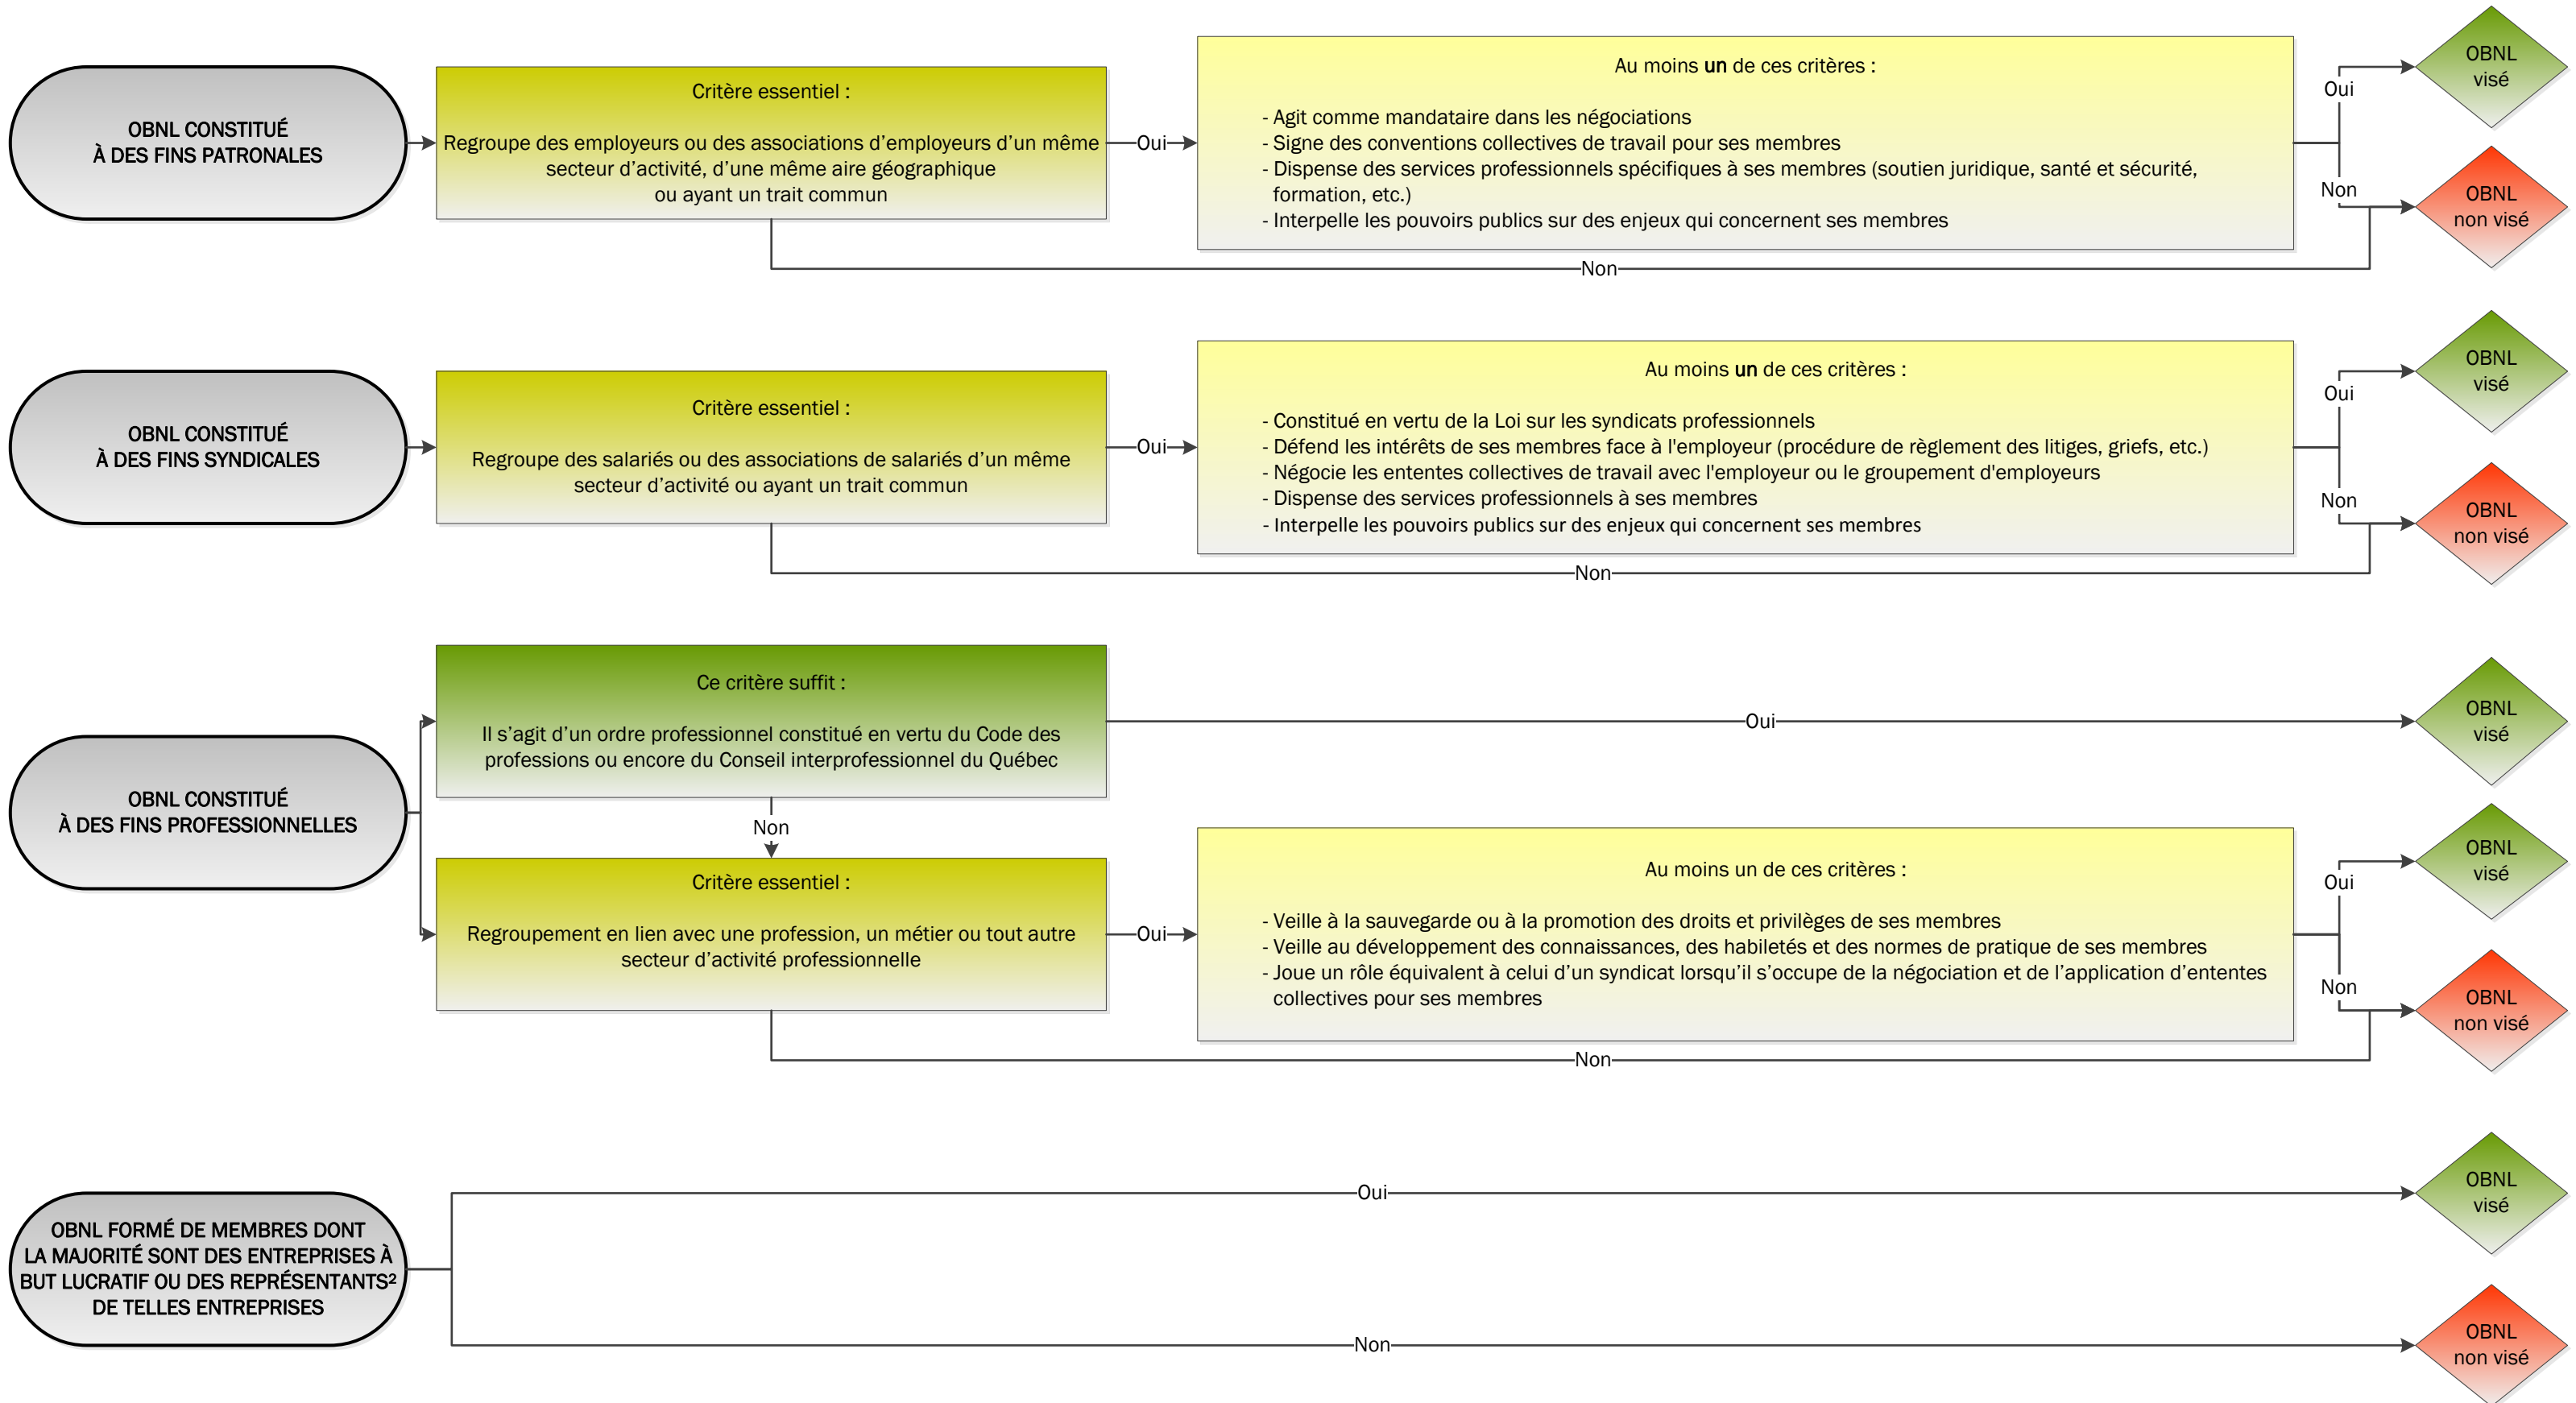 OBNL CONSTITUÉ
À DES FINS PATRONALES
Critère essentiel :
Regroupe des employeurs ou des associations d’employeurs d’un même
secteur d’activité, d’une même aire géographique
ou ayant un trait commun
Oui
Au moins un de ces critères :
- Agit comme mandataire dans les négociations
- Signe des conventions collectives de travail pour ses membres
- Dispense des services professionnels spécifiques à ses membres (soutien juridique, santé et sécurité,
formation, etc.)
- Interpelle les pouvoirs publics sur des enjeux qui concernent ses membres
Oui
Non
OBNL
visé
OBNL
non visé
Non
OBNL CONSTITUÉ
À DES FINS SYNDICALES
Critère essentiel :
Regroupe des salariés ou des associations de salariés d’un même
secteur d’activité ou ayant un trait commun
Oui
Au moins un de ces critères :
- Constitué en vertu de la Loi sur les syndicats professionnels
- Défend les intérêts de ses membres face à l'employeur (procédure de règlement des litiges, griefs, etc.)
- Négocie les ententes collectives de travail avec l'employeur ou le groupement d'employeurs
- Dispense des services professionnels à ses membres
- Interpelle les pouvoirs publics sur des enjeux qui concernent ses membres
Oui
Non
OBNL
visé
OBNL
non visé
Non
OBNL CONSTITUÉ
À DES FINS PROFESSIONNELLES
Ce critère suffit :
Il s’agit d’un ordre professionnel constitué en vertu du Code des
professions ou encore du Conseil interprofessionnel du Québec
Oui
OBNL
visé
Non
Critère essentiel :
Regroupement en lien avec une profession, un métier ou tout autre
secteur d’activité professionnelle
Oui
Au moins un de ces critères :
- Veille à la sauvegarde ou à la promotion des droits et privilèges de ses membres
- Veille au développement des connaissances, des habiletés et des normes de pratique de ses membres
- Joue un rôle équivalent à celui d’un syndicat lorsqu’il s’occupe de la négociation et de l’application d’ententes
collectives pour ses membres
Oui
Non
OBNL
visé
OBNL
non visé
Non
OBNL FORMÉ DE MEMBRES DONT
LA MAJORITÉ SONT DES ENTREPRISES À
BUT LUCRATIF OU DES REPRÉSENTANTS²
DE TELLES ENTREPRISES
Oui
OBNL
visé
Non
OBNL
non visé